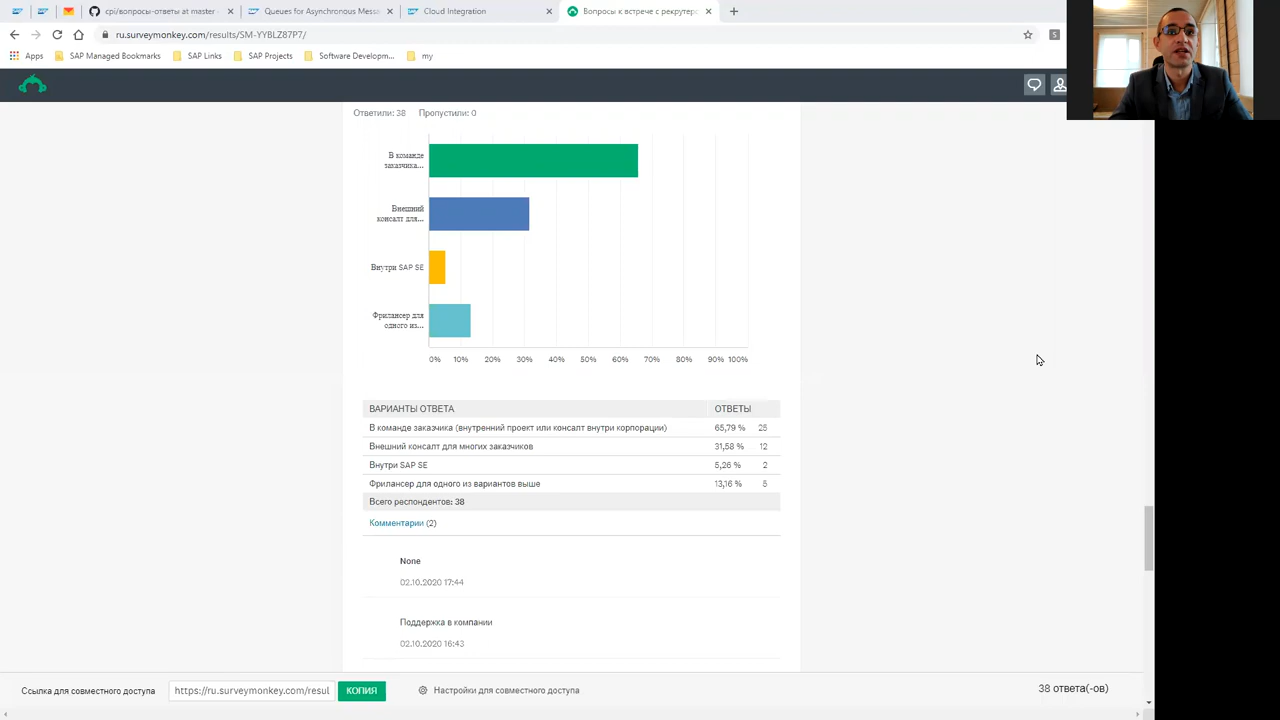 cpi/вопросы-ответы at master
Queues for Asynchronous Messa
Cloud Integration
Вопросы к встрече с рекрутеро
ru.surveymonkey.com/results/SM-YYBLZ87P7/
Apps
SAP Managed Bookmarks
SAP Links
SAP Projects
Software Developm...
my
Ответили: 38 Пропустили: 0
В команде
заказчика...
Внешний
консалт для...
Внутри SAP SE
Фрилансер для
одного из...
0% 10% 20% 30% 40% 50% 60% 70% 80% 90% 100%
ВАРИАНТЫ ОТВЕТА ОТВЕТЫ
В команде заказчика (внутренний проект или консалт внутри корпорации) 65,79 % 25
Внешний консалт для многих заказчиков 31,58 % 12
Внутри SAP SE 5,26 % 2
Фрилансер для одного из вариантов выше 13,16 % 5
Всего респондентов: 38
Комментарии (2)
None
02.10.2020 17:44
Поддержка в компании
02.10.2020 16:43
Ссылка для совместного доступа
https://ru.surveymonkey.com/resul
КОПИЯ
Настройки для совместного доступа
38 ответа(-ов)